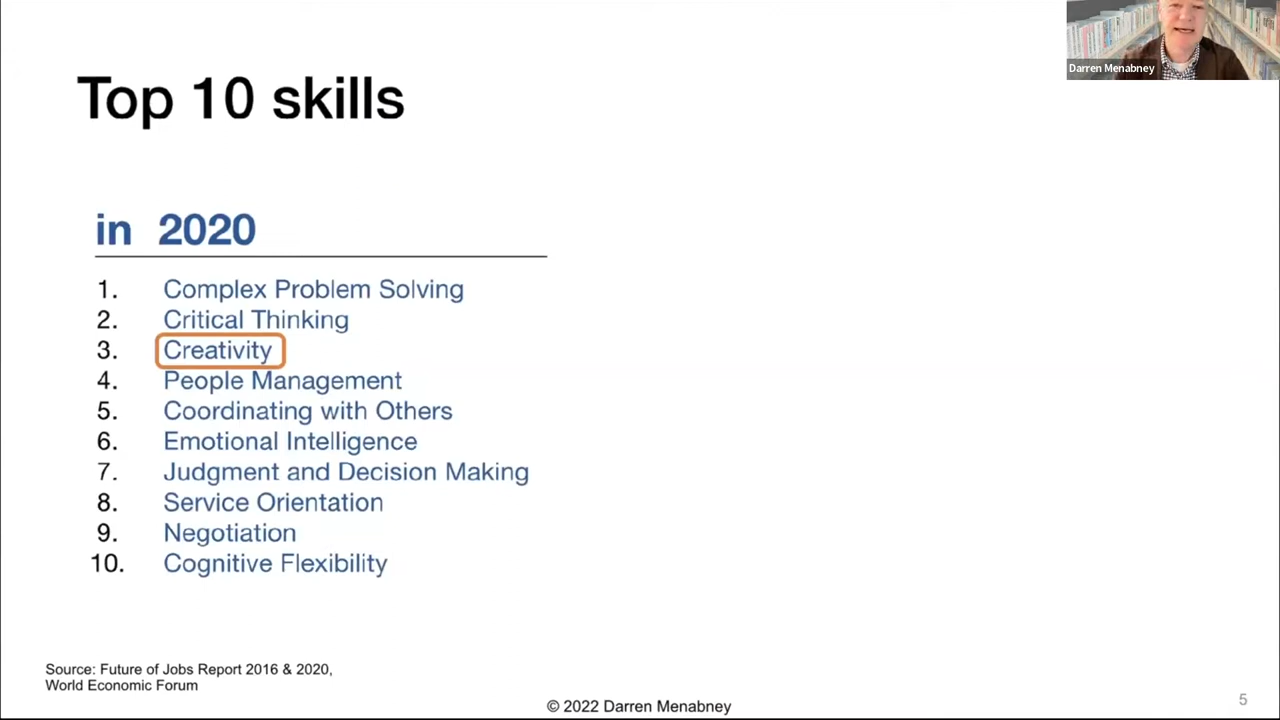 Darren Menabney
Top 10 skills
in 2020
1. Complex Problem Solving
2. Critical Thinking
3. Creativity
4. People Management
5. Coordinating with Others
6. Emotional Intelligence
7. Judgment and Decision Making
8. Service Orientation
9. Negotiation
10. Cognitive Flexibility
Source: Future of Jobs Report 2016 & 2020,
World Economic Forum
© 2022 Darren Menabney
5